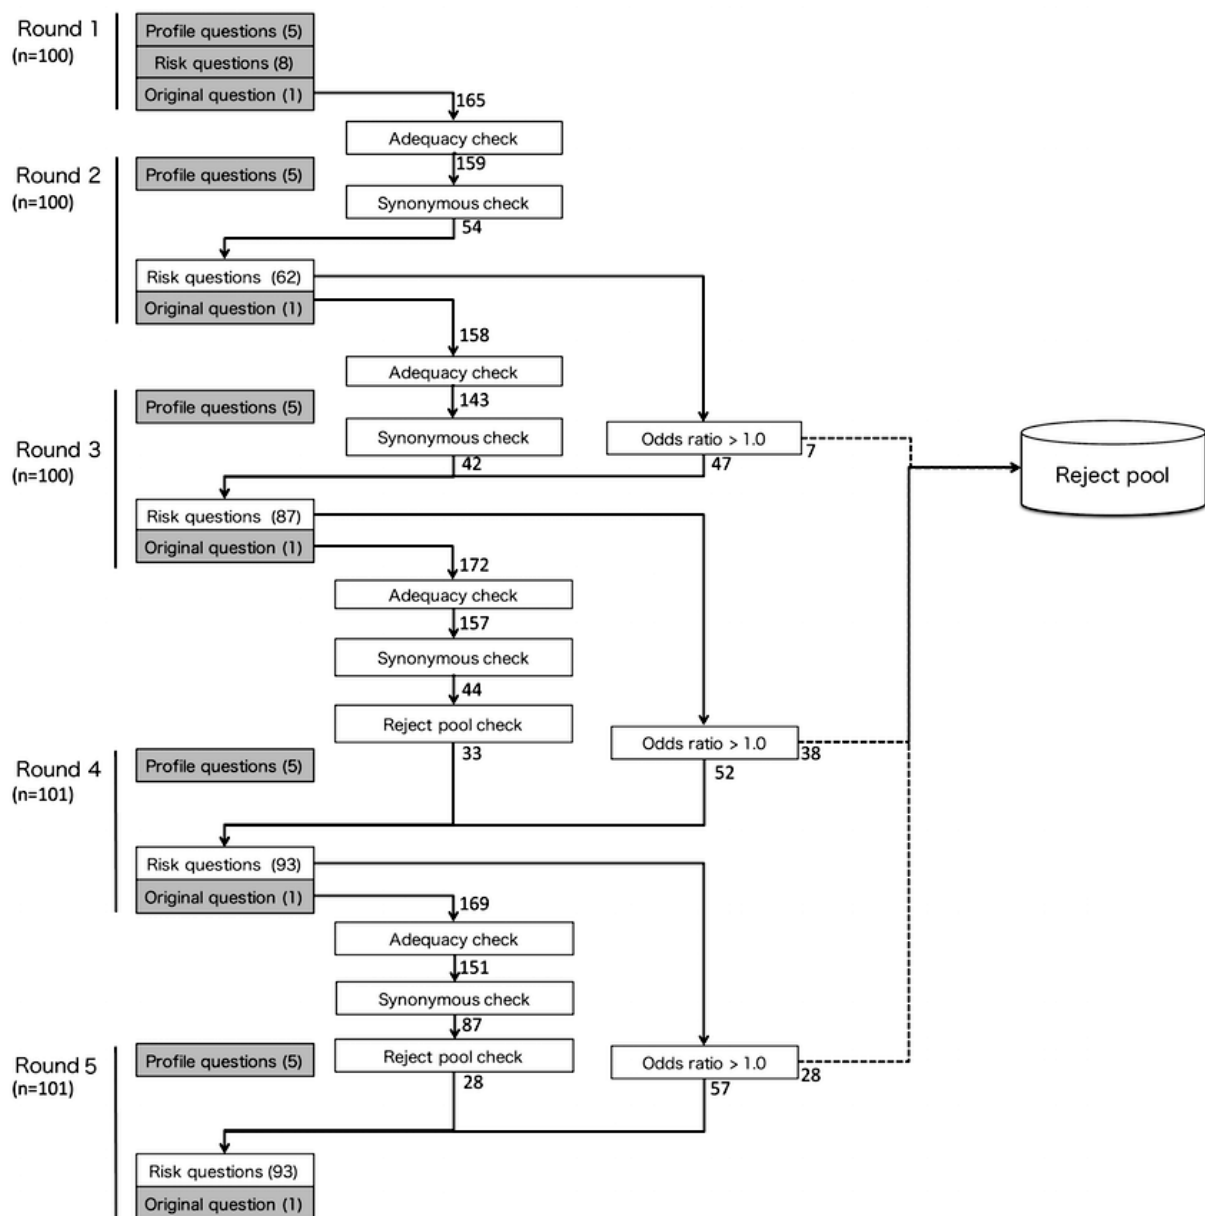 Round 1
(n=100)
Profile questions (5)
Risk questions (8)
Original question (1)
165
Adequacy check
159
Round 2
(n=100)
Profile questions (5)
Synonymous check
54
Risk questions (62)
Original question (1)
158
Adequacy check
143
Round 3
(n=100)
Profile questions (5)
Synonymous check
42
Odds ratio > 1.0
7
47
Reject pool
Risk questions (87)
Original question (1)
172
Adequacy check
157
Synonymous check
44
Reject pool check
33
Odds ratio > 1.0
38
52
Round 4
(n=101)
Profile questions (5)
Risk questions (93)
Original question (1)
169
Adequacy check
151
Synonymous check
87
Round 5
(n=101)
Profile questions (5)
Reject pool check
28
Odds ratio > 1.0
28
57
Risk questions (93)
Original question (1)